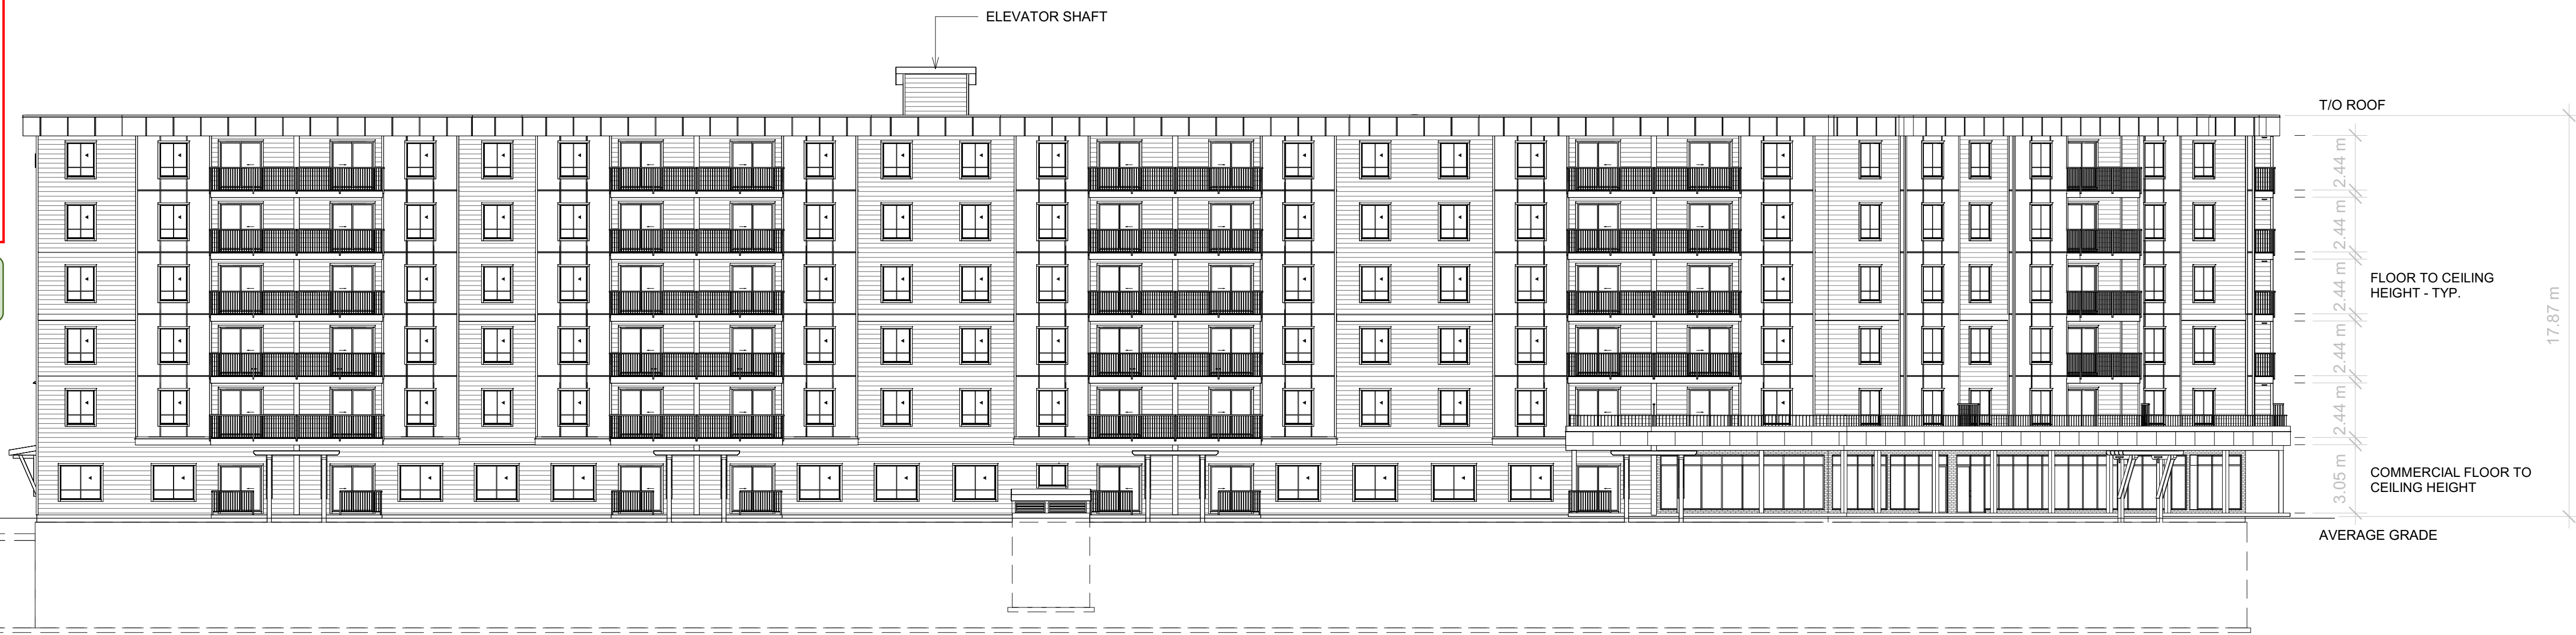 ELEVATOR SHAFT
T/O ROOF
2.44 m
2.44 m
FLOOR TO CEILING
HEIGHT - TYP.
2.44 m
17.87 m
2.44 m
2.44 m
COMMERCIAL FLOOR TO
CEILING HEIGHT
3.05 m
AVERAGE GRADE